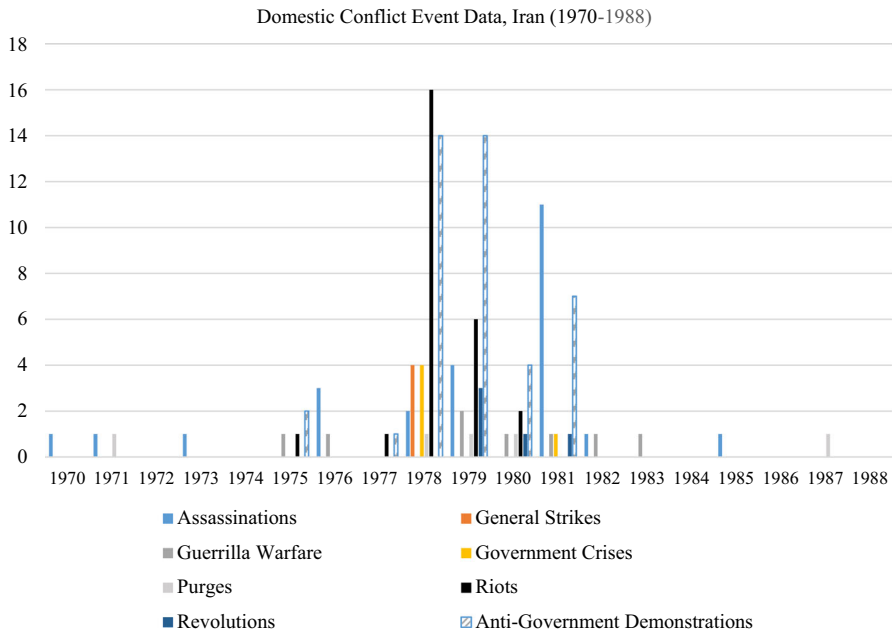 Domestic Conflict Event Data, Iran (1970-1988)
18
16
14
12
10
8
6
4
2
0
1970 1971 1972 1973 1974 1975 1976 1977 1978 1979 1980 1981 1982 1983 1984 1985 1986 1987 1988
Assassinations General Strikes
Guerrilla Warfare Government Crises
Purges Riots
Revolutions Anti-Government Demonstrations